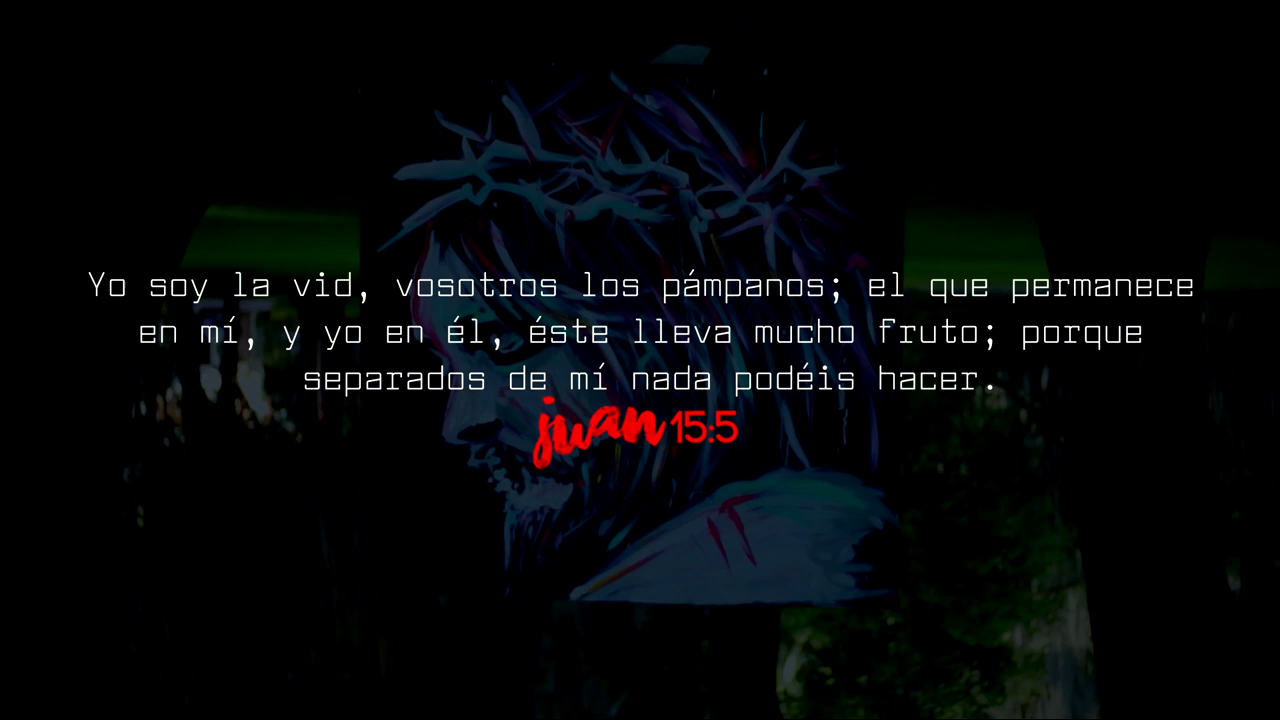 Yo soy la vid, vosotros los pámpanos; el que permanece
en mí, y yo en él, éste lleva mucho fruto; porque
separados de mí nada podéis hacer.
juan 15:5